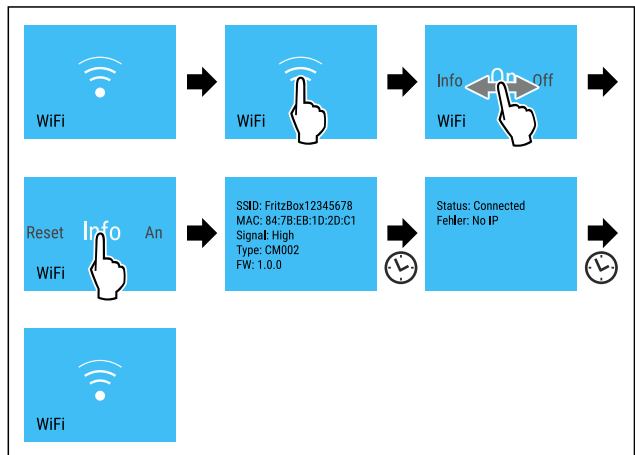 WiFi
WiFi
Info On Off
WiFi
Reset Info An
WiFi
SSID: FritzBox12345678
MAC: 84:7B:EB:1D:2D:C1
Signal: High
Type: CM002
FW: 1.0.0
Status: Connected
Fehler: No IP
WiFi